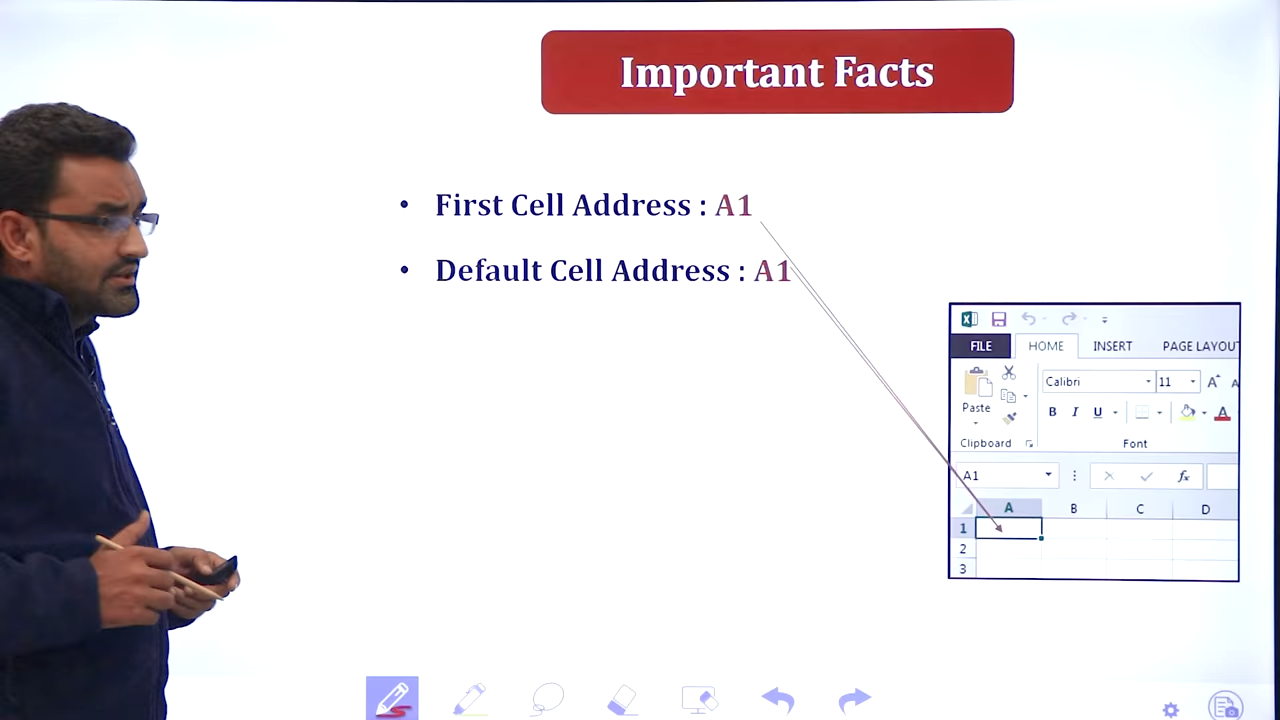 Important Facts
• First Cell Address : A1
• Default Cell Address : A1
FILE HOME INSERT PAGE LAYOUT
Calibri 11 A A
Paste B I U A
Clipboard Font
A1 fx
A B C D
1
2
3